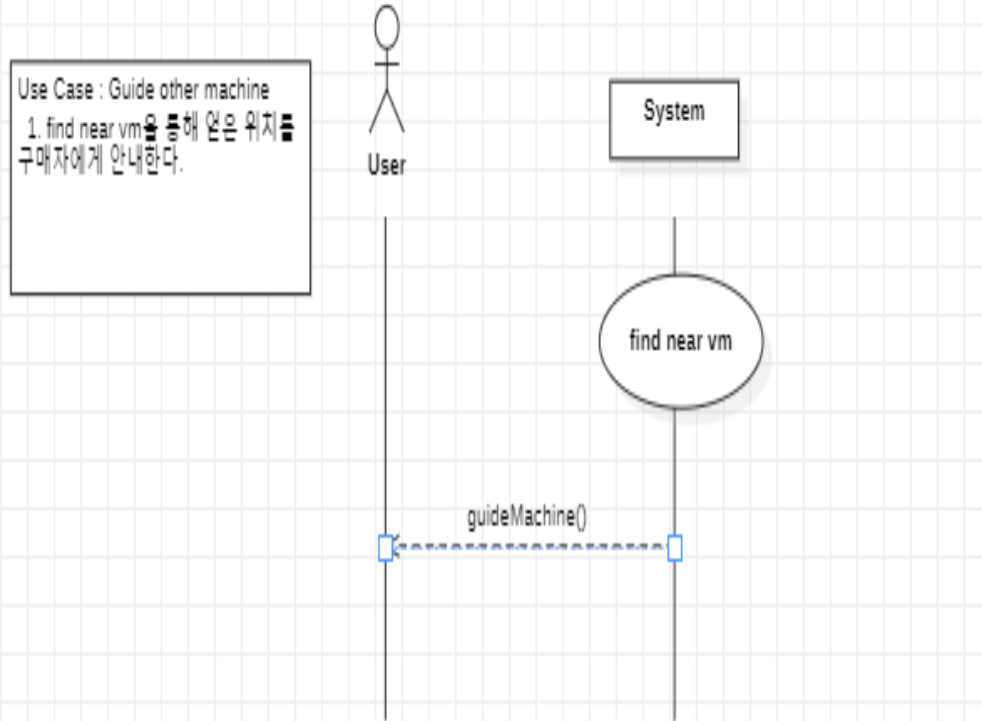 Use Case : Guide other machine
1. find near vm을 통해 얻은 위치를
구매자에게 안내한다.
User
System
find near vm
guideMachine()